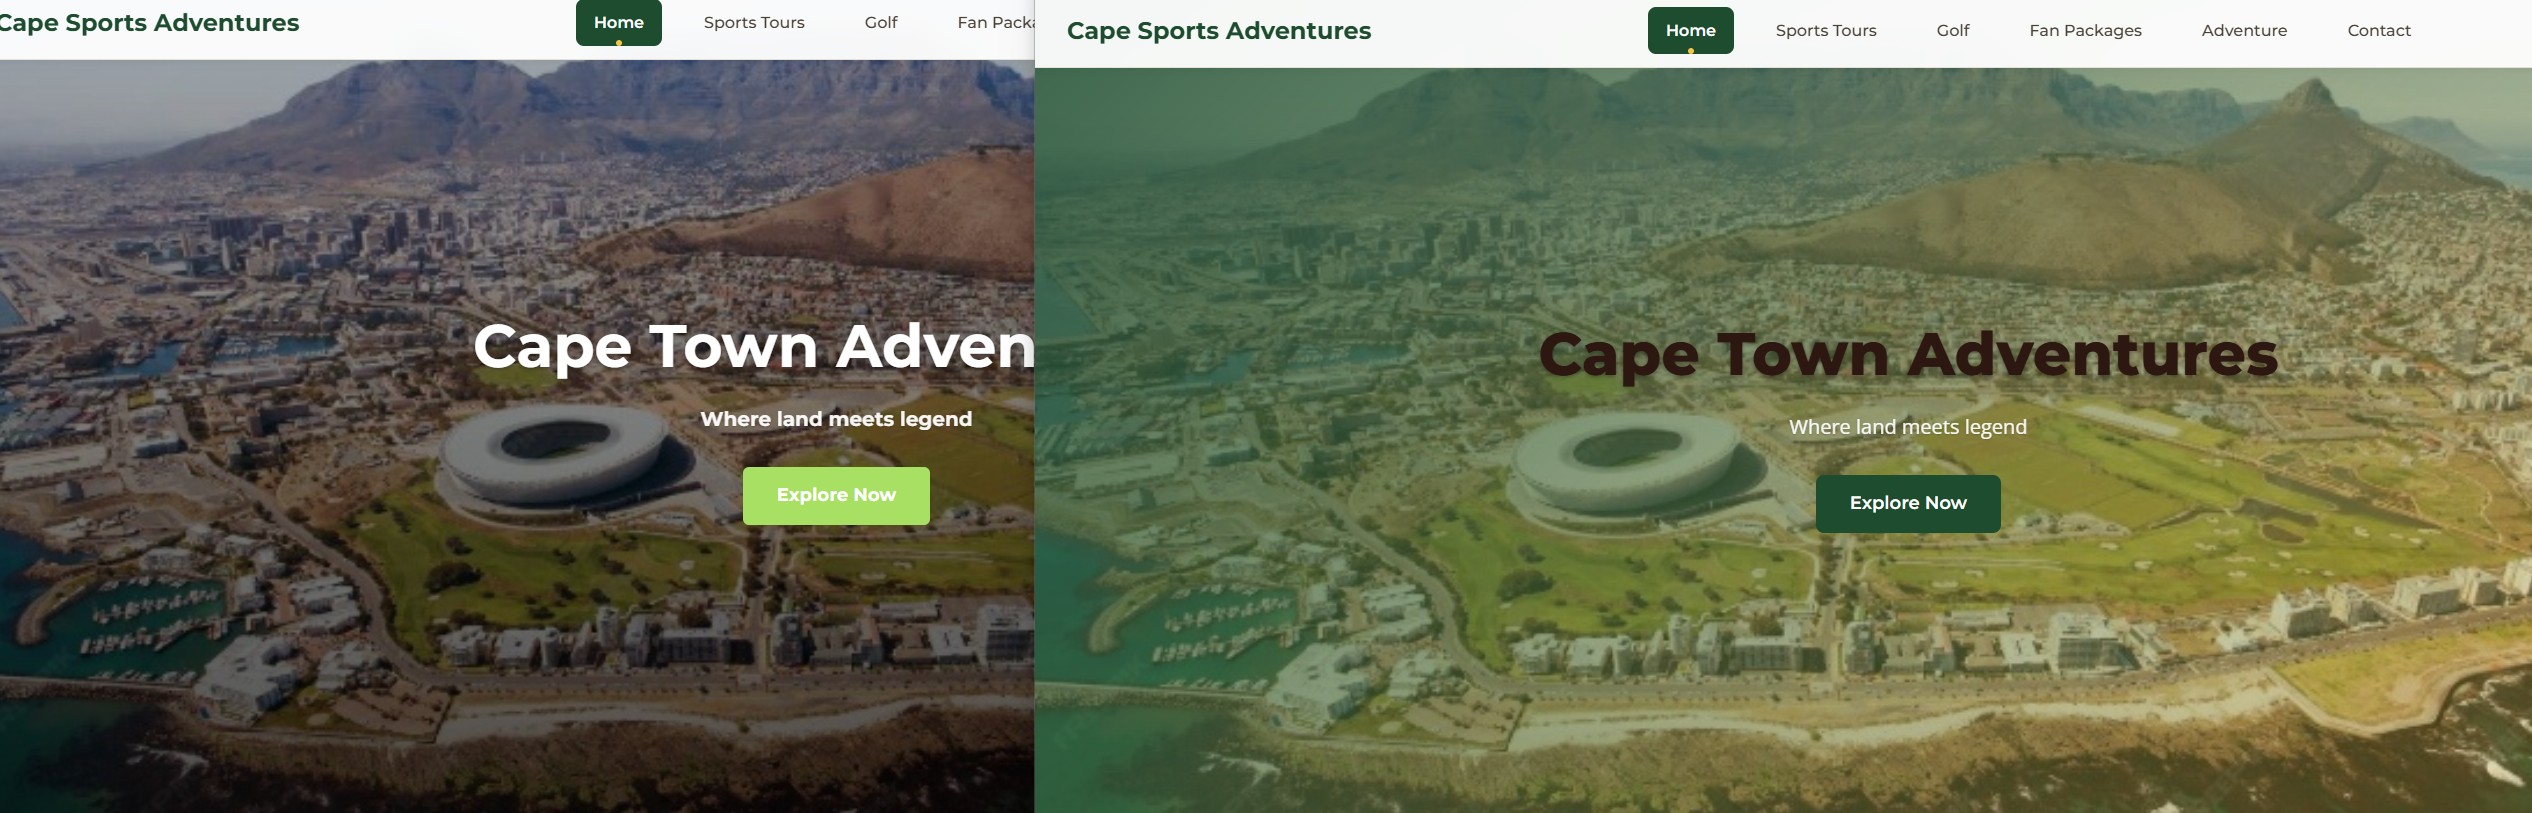 Cape Sports Adventures
Home Sports Tours Golf Fan Packa
Cape Town Adven
Where land meets legend
Explore Now
Cape Sports Adventures
Home Sports Tours Golf Fan Packages Adventure Contact
Cape Town Adventures
Where land meets legend
Explore Now